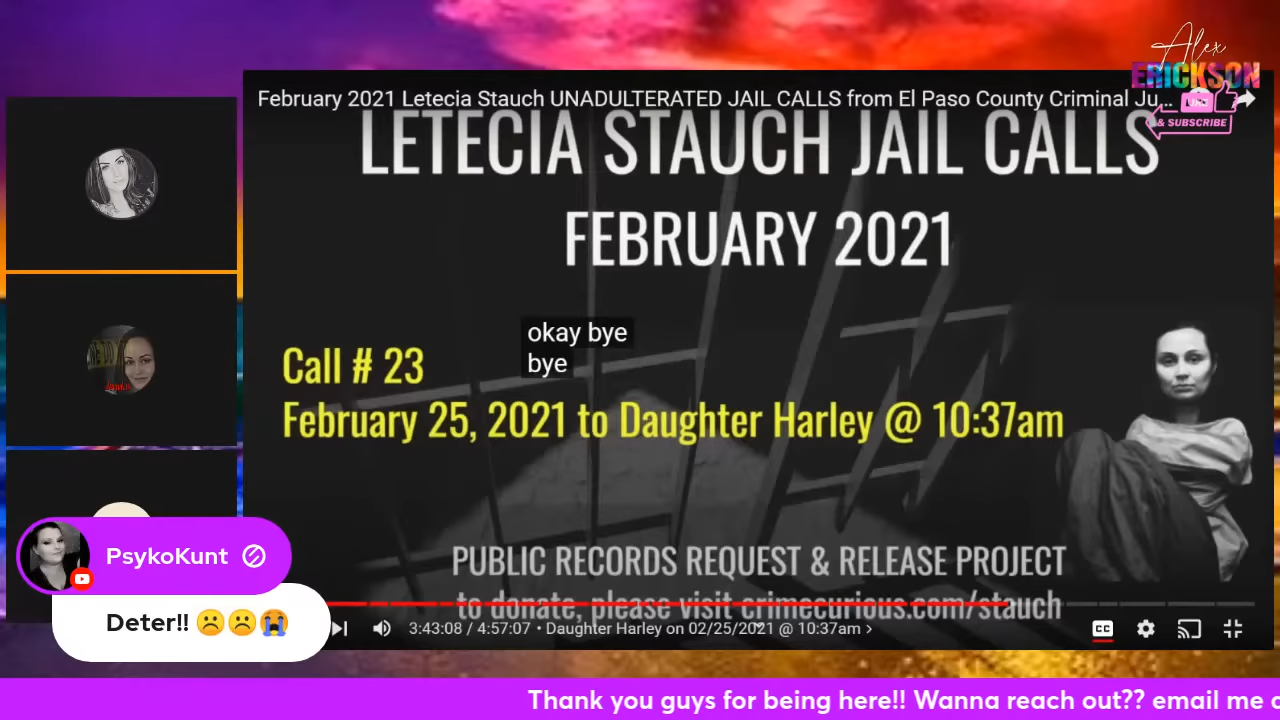 Alex
ERICKSON
LIKE
& SUBSCRIBE
February 2021 Letecia Stauch UNADULTERATED JAIL CALLS from El Paso County Criminal Ju...
LETECIA STAUCH JAIL CALLS
FEBRUARY 2021
okay bye
bye
Call # 23
February 25, 2021 to Daughter Harley @ 10:37am
PUBLIC RECORDS REQUEST & RELEASE PROJECT
to donate, please visit crimecurious.com/stauch
PsykoKunt
Deter!! ☹️☹️😭
3:43:08 / 4:57:07 • Daughter Harley on 02/25/2021 @ 10:37am >
CC
Thank you guys for being here!! Wanna reach out?? email me